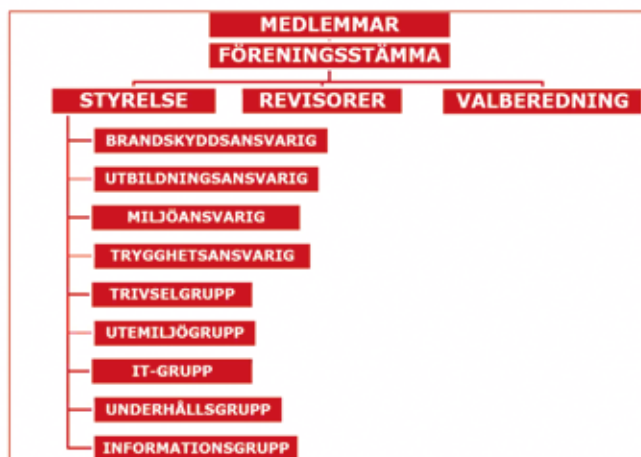 MEDLEMMAR
FÖRENINGSSTÄMMA
STYRELSE
REVISORER
VALBEREDNING
BRANDSKYDDSANSVARIG
UTBILDNINGSANSVARIG
MILJÖANSVARIG
TRYGGHETSANSVARIG
TRIVSELGRUPP
UTEMILJÖGRUPP
IT-GRUPP
UNDERHÅLLSGRUPP
INFORMATIONSGRUPP